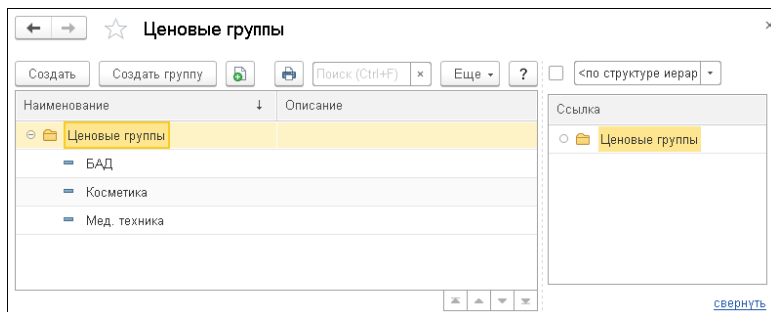 Ценовые группы
Создать Создать группу Поиск (Ctrl+F) × Еще ? <по структуре иерар
Наименование ↓ Описание Ссылка
Ценовые группы Ценовые группы
БАД
Косметика
Мед. техника
свернуть